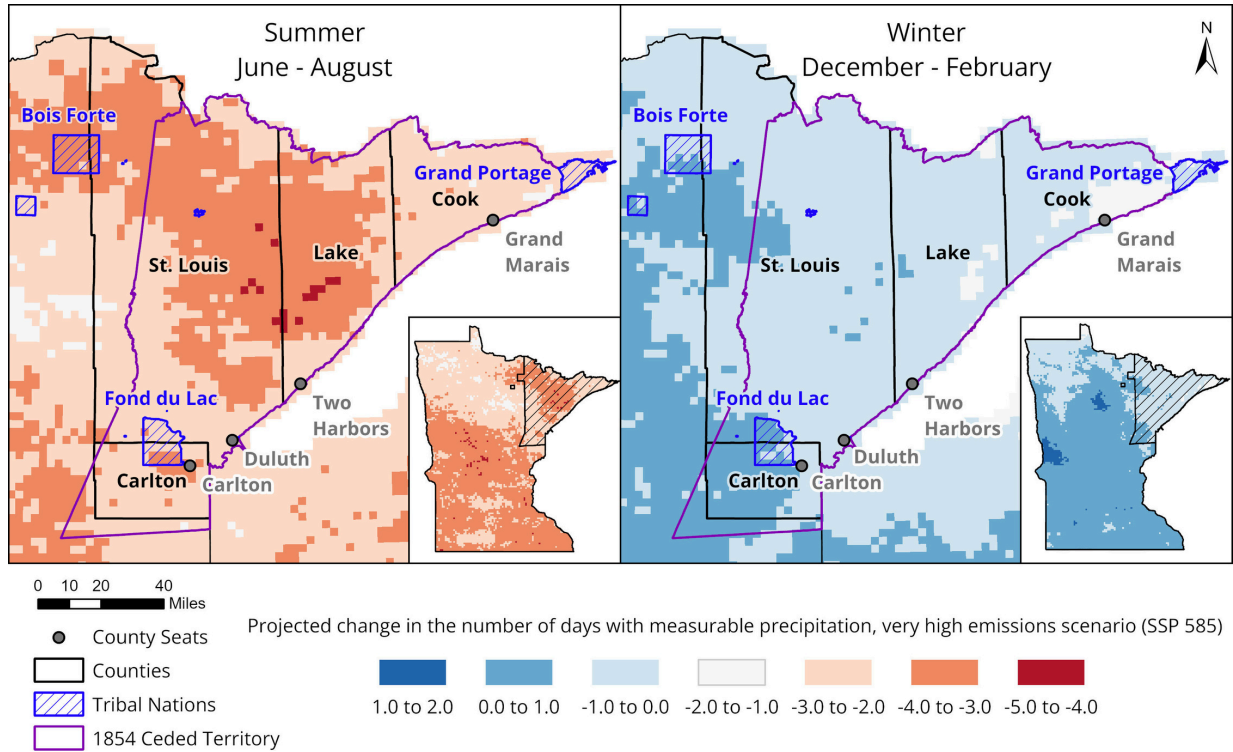 Summer
June - August
Bois Forte
Grand Portage
Cook
Grand
Marais
St. Louis
Lake
Fond du Lac
Two
Harbors
Duluth
Carlton
Carlton
Winter
December - February
N
Bois Forte
Grand Portage
Cook
Grand
Marais
St. Louis
Lake
Fond du Lac
Two
Harbors
Duluth
Carlton
Carlton
0 10 20 40
Miles
County Seats
Counties
Tribal Nations
1854 Ceded Territory
Projected change in the number of days with measurable precipitation, very high emissions scenario (SSP 585)
1.0 to 2.0 0.0 to 1.0 -1.0 to 0.0 -2.0 to -1.0 -3.0 to -2.0 -4.0 to -3.0 -5.0 to -4.0